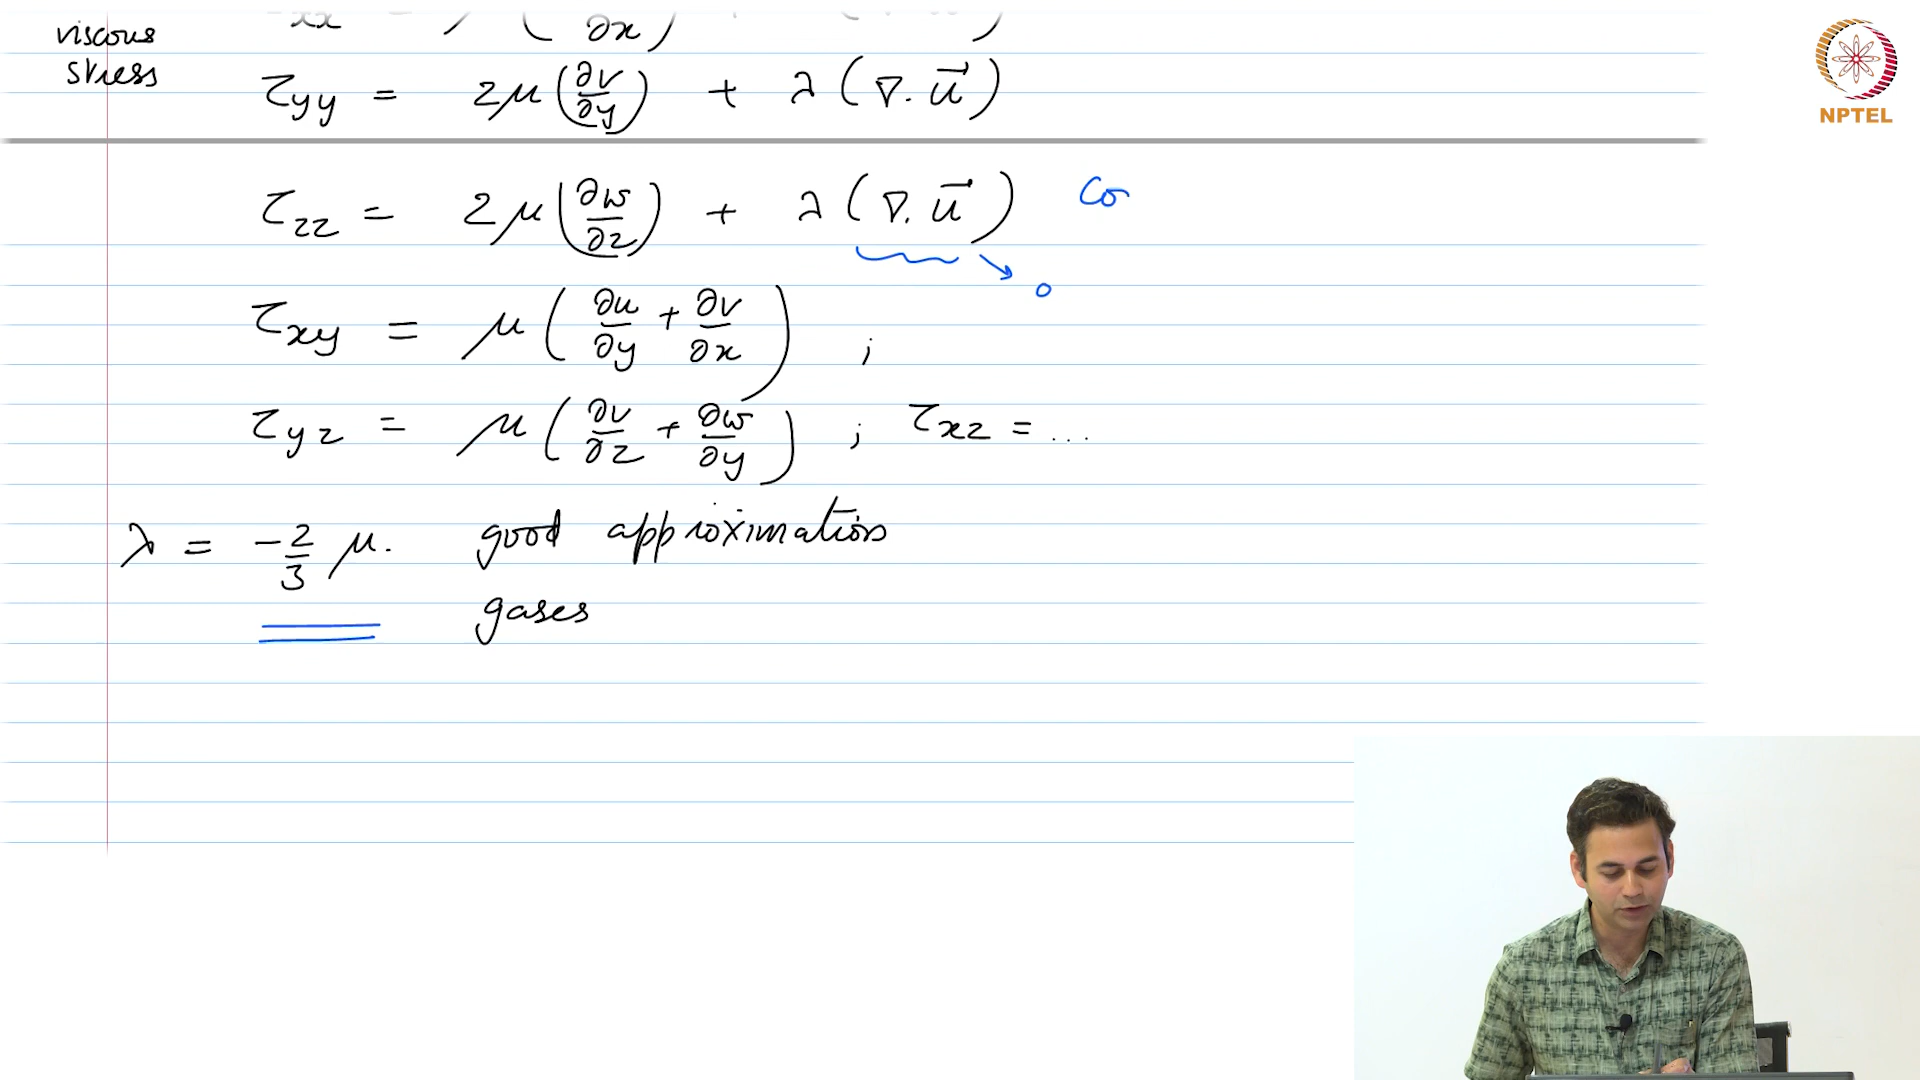 viscous
stress
τyy = 2μ(∂v/∂y) + λ(∇.u⃗)
τzz = 2μ(∂w/∂z) + λ(∇.u⃗) Co
0
τxy = μ(∂u/∂y + ∂v/∂x) ;
τyz = μ(∂v/∂z + ∂w/∂y) ; τxz = ...
λ = -2/3 μ. good approximation
gases
NPTEL